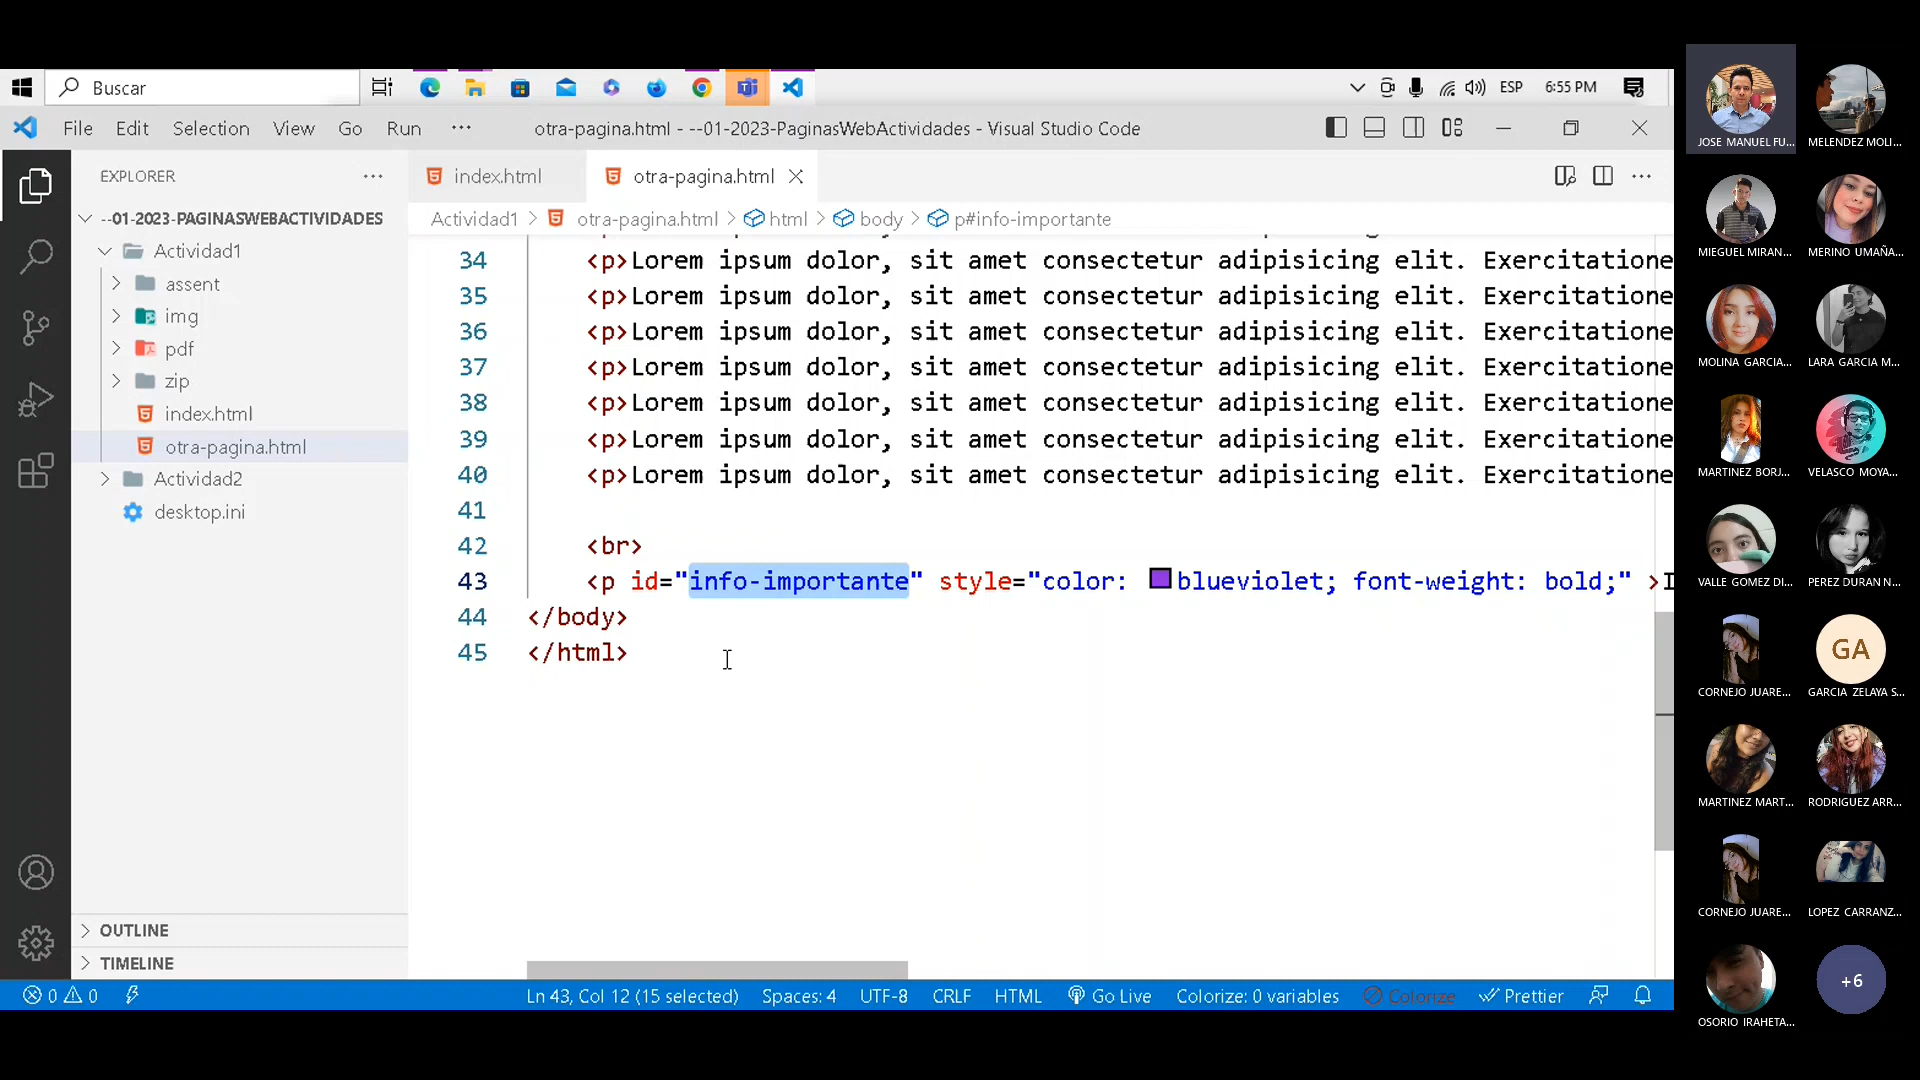 Buscar
ESP 6:55 PM
File Edit Selection View Go Run ··· otra-pagina.html - --01-2023-PaginasWebActividades - Visual Studio Code
EXPLORER ···
index.html
otra-pagina.html
Actividad1 > otra-pagina.html > html > body > p#info-importante
--01-2023-PAGINASWEBACTIVIDADES
Actividad1
assent
img
pdf
zip
index.html
otra-pagina.html
Actividad2
desktop.ini
OUTLINE
TIMELINE
34 <p>Lorem ipsum dolor, sit amet consectetur adipisicing elit. Exercitatione
35 <p>Lorem ipsum dolor, sit amet consectetur adipisicing elit. Exercitatione
36 <p>Lorem ipsum dolor, sit amet consectetur adipisicing elit. Exercitatione
37 <p>Lorem ipsum dolor, sit amet consectetur adipisicing elit. Exercitatione
38 <p>Lorem ipsum dolor, sit amet consectetur adipisicing elit. Exercitatione
39 <p>Lorem ipsum dolor, sit amet consectetur adipisicing elit. Exercitatione
40 <p>Lorem ipsum dolor, sit amet consectetur adipisicing elit. Exercitatione
41
42 <br>
43 <p id="info-importante" style="color: blueviolet; font-weight: bold;" >
44 </body>
45 </html>
0 0 Ln 43, Col 12 (15 selected) Spaces: 4 UTF-8 CRLF HTML Go Live Colorize: 0 variables Colorize Prettier
JOSE MANUEL FU... MELENDEZ MOLI...
MIEGUEL MIRAN... MERINO UMAÑA...
MOLINA GARCIA... LARA GARCIA M...
MARTINEZ BORJ... VELASCO MOYA...
VALLE GOMEZ DI... PEREZ DURAN N...
GA
CORNEJO JUARE... GARCIA ZELAYA S...
MARTINEZ MART... RODRIGUEZ ARR...
CORNEJO JUARE... LOPEZ CARRANZ...
+6
OSORIO IRAHETA...